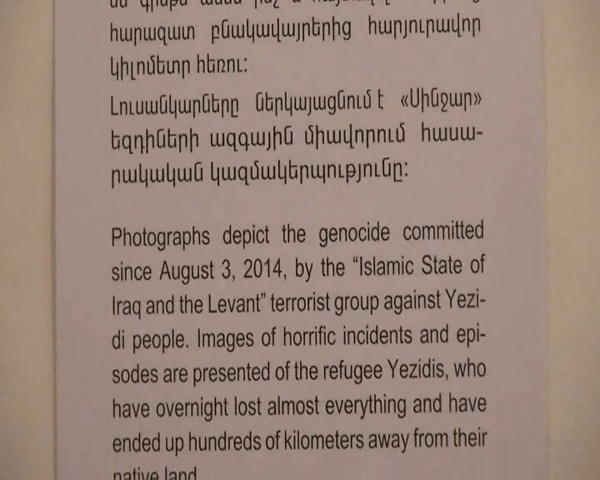 հարազատ բնակավայրերից հարյուրավոր
կիլոմետր հեռու:
Լուսանկարները ներկայացնում է «Սինջար»
եզդիների ազգային միավորում հասա-
րակական կազմակերպությունը:
Photographs depict the genocide committed
since August 3, 2014, by the “Islamic State of
Iraq and the Levant” terrorist group against Yezi-
di people. Images of horrific incidents and epi-
sodes are presented of the refugee Yezidis, who
have overnight lost almost everything and have
ended up hundreds of kilometers away from their
native land